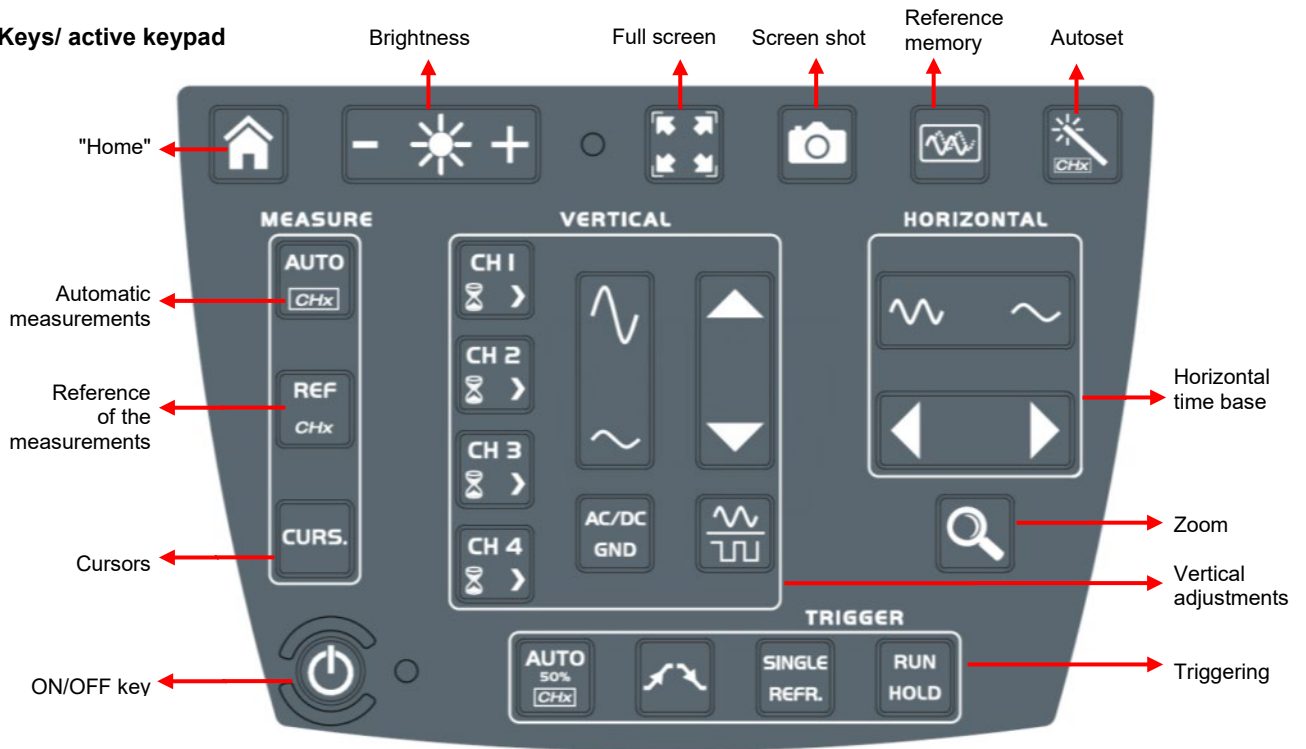 Keys/ active keypad
Brightness
Full screen
Screen shot
Reference
memory
Autoset
"Home"
CHx
MEASURE
VERTICAL
HORIZONTAL
AUTO
CHx
Automatic
measurements
CH 1
CH 2
REF
CHx
Reference
of the
measurements
Horizontal
time base
CH 3
CURS.
Cursors
AC/DC
GND
CH 4
Zoom
Vertical
adjustments
TRIGGER
ON/OFF key
AUTO
50%
CHx
SINGLE
REFR.
RUN
HOLD
Triggering